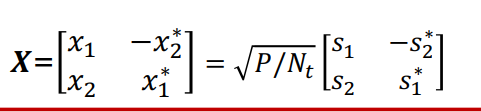 X=[x₁ -x₂*; x₂ x₁*] = √P/Nₜ [s₁ -s₂*; s₂ s₁*]